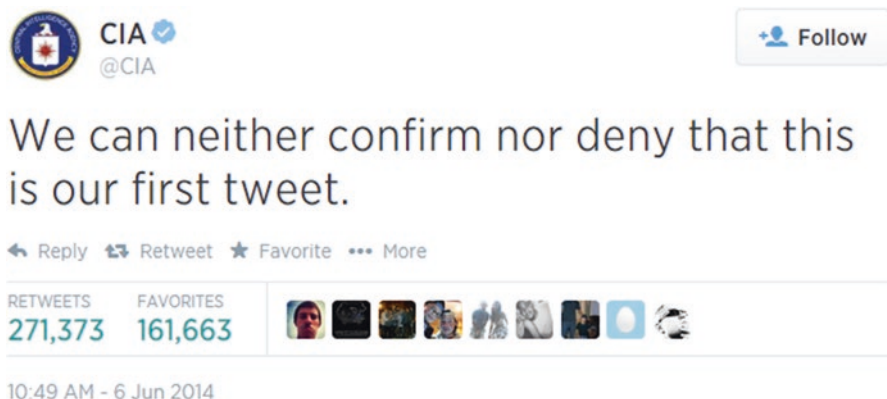 CIA
@CIA
Follow
We can neither confirm nor deny that this
is our first tweet.
Reply Retweet Favorite More
RETWEETS FAVORITES
271,373 161,663
10:49 AM - 6 Jun 2014